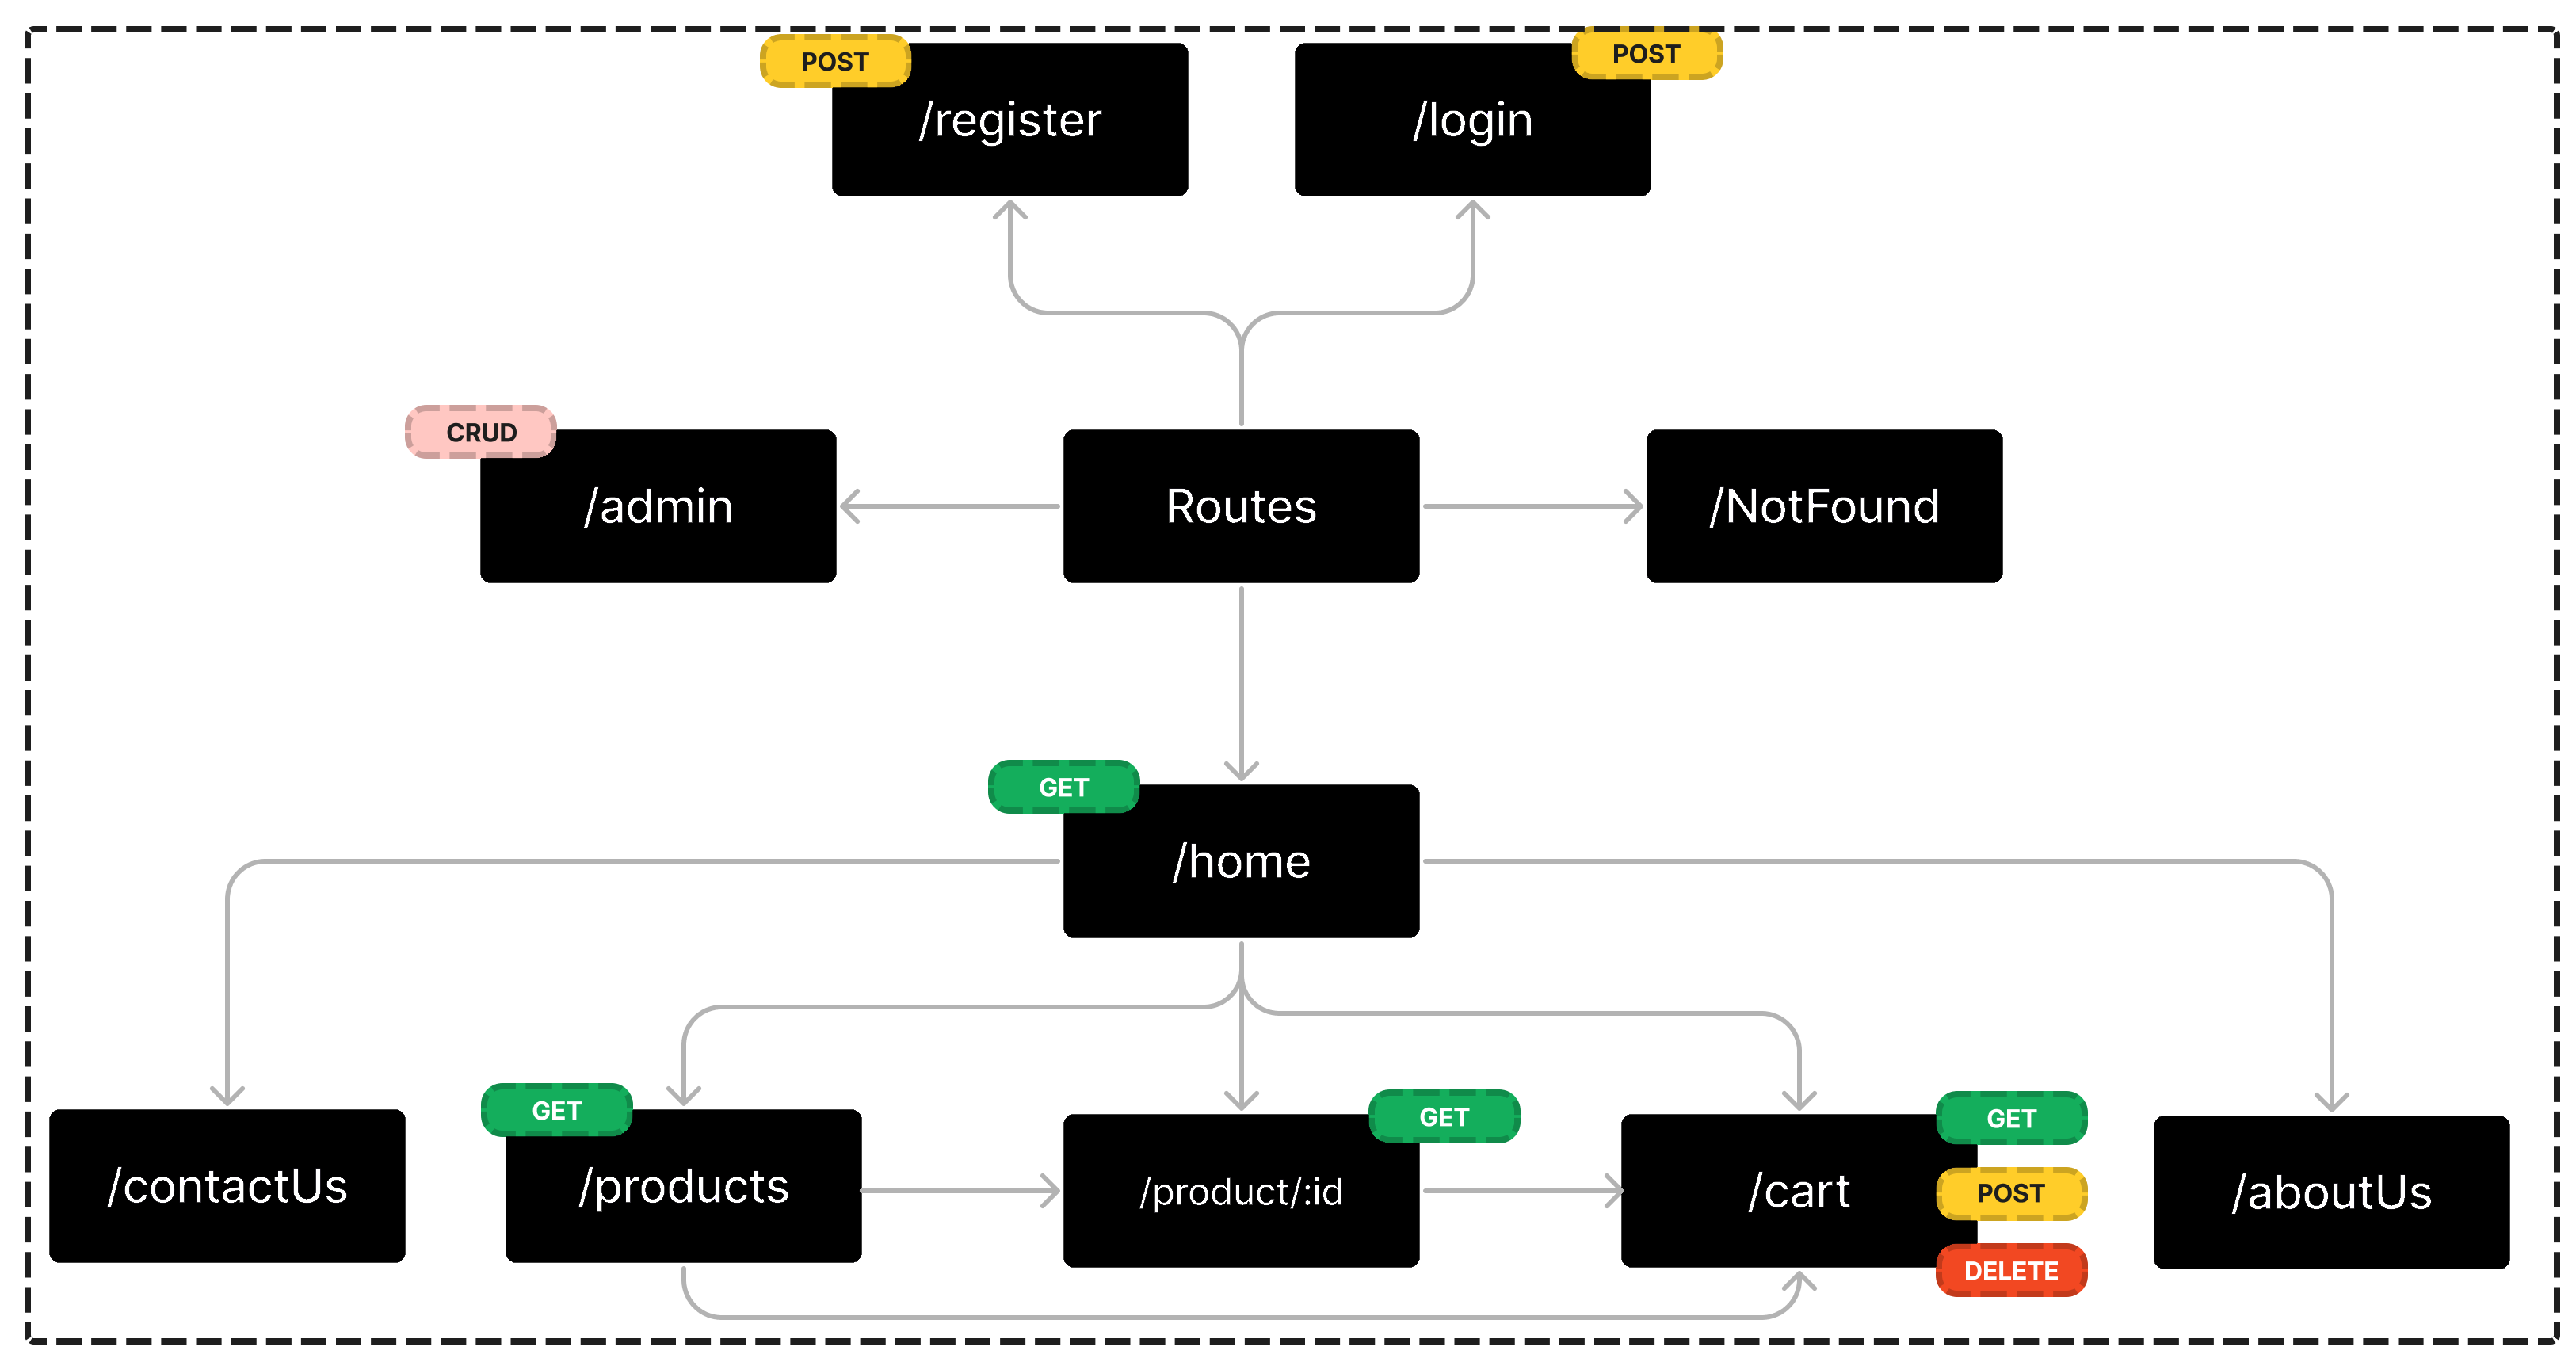 POST
/register
POST
/login
CRUD
/admin
Routes
/NotFound
GET
/home
/contactUs
GET
/products
GET
/product/:id
/cart
GET
POST
DELETE
/aboutUs